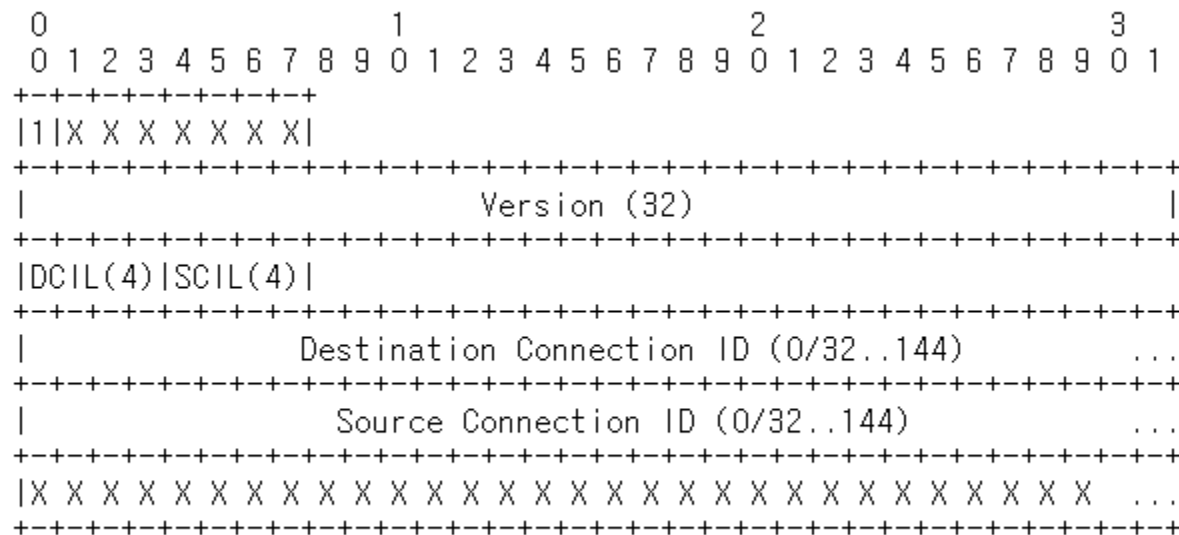 0                   1                   2                   3
 0 1 2 3 4 5 6 7 8 9 0 1 2 3 4 5 6 7 8 9 0 1 2 3 4 5 6 7 8 9 0 1
+-+-+-+-+-+-+-+-+
|1|X X X X X X X|
+-+-+-+-+-+-+-+-+-+-+-+-+-+-+-+-+-+-+-+-+-+-+-+-+-+-+-+-+-+-+-+-+
|                         Version (32)                          |
+-+-+-+-+-+-+-+-+-+-+-+-+-+-+-+-+-+-+-+-+-+-+-+-+-+-+-+-+-+-+-+-+
|DCIL(4)|SCIL(4)|
+-+-+-+-+-+-+-+-+-+-+-+-+-+-+-+-+-+-+-+-+-+-+-+-+-+-+-+-+-+-+-+-+
|               Destination Connection ID (0/32..144)         ...
+-+-+-+-+-+-+-+-+-+-+-+-+-+-+-+-+-+-+-+-+-+-+-+-+-+-+-+-+-+-+-+-+
|                 Source Connection ID (0/32..144)            ...
+-+-+-+-+-+-+-+-+-+-+-+-+-+-+-+-+-+-+-+-+-+-+-+-+-+-+-+-+-+-+-+-+
|X X X X X X X X X X X X X X X X X X X X X X X X X X X X X X  ...
+-+-+-+-+-+-+-+-+-+-+-+-+-+-+-+-+-+-+-+-+-+-+-+-+-+-+-+-+-+-+-+-+